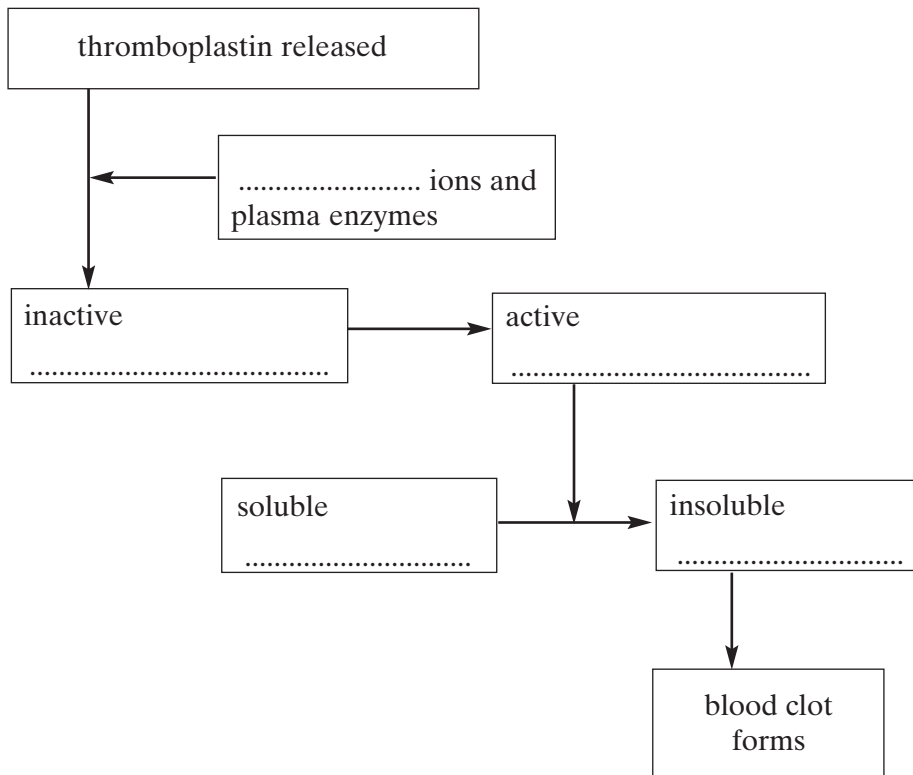 thromboplastin released
......................... ions and
plasma enzymes
inactive
.........................................
active
.........................................
soluble
...............................
insoluble
...............................
blood clot
forms